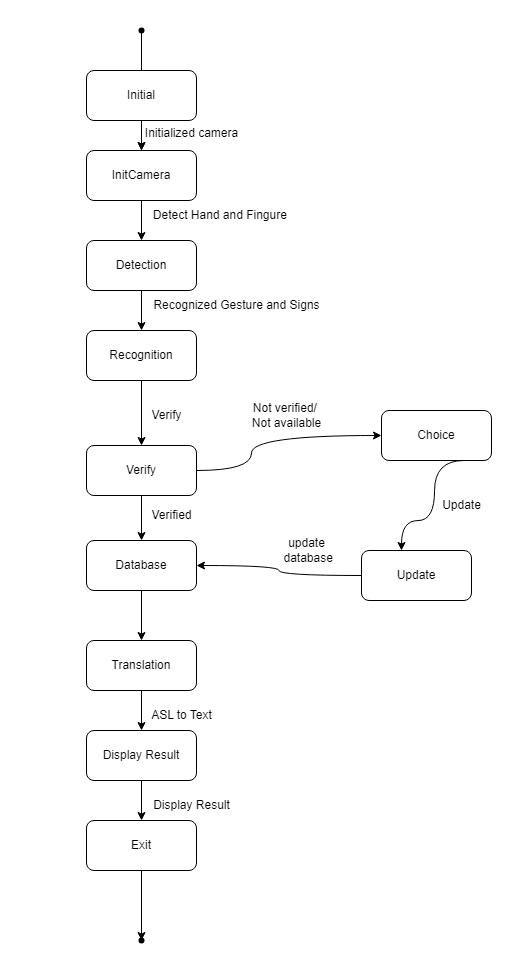 Initial
Initialized camera
InitCamera
Detect Hand and Fingure
Detection
Recognized Gesture and Signs
Recognition
Verify
Not verified/
Not available
Choice
Verify
Update
Verified
Database
update
database
Update
Translation
ASL to Text
Display Result
Display Result
Exit